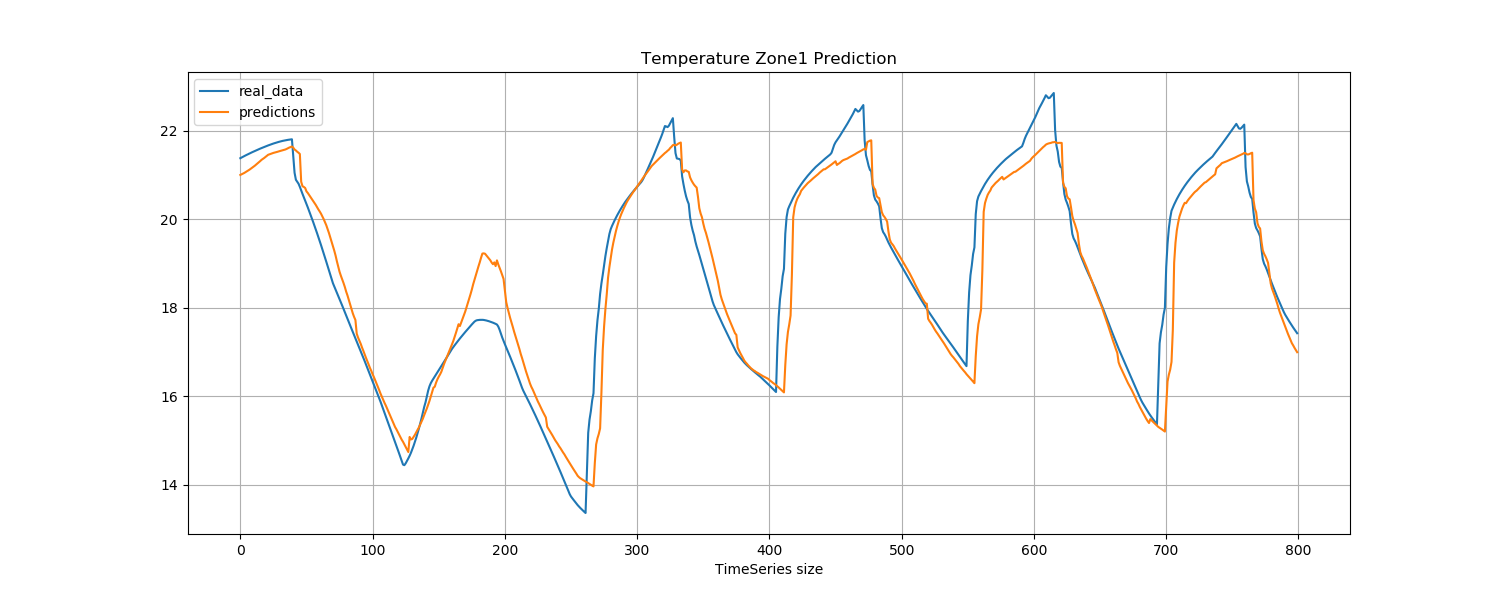 Temperature Zone1 Prediction
real_data
predictions
22
20
18
16
14
0 100 200 300 400 500 600 700 800
TimeSeries size